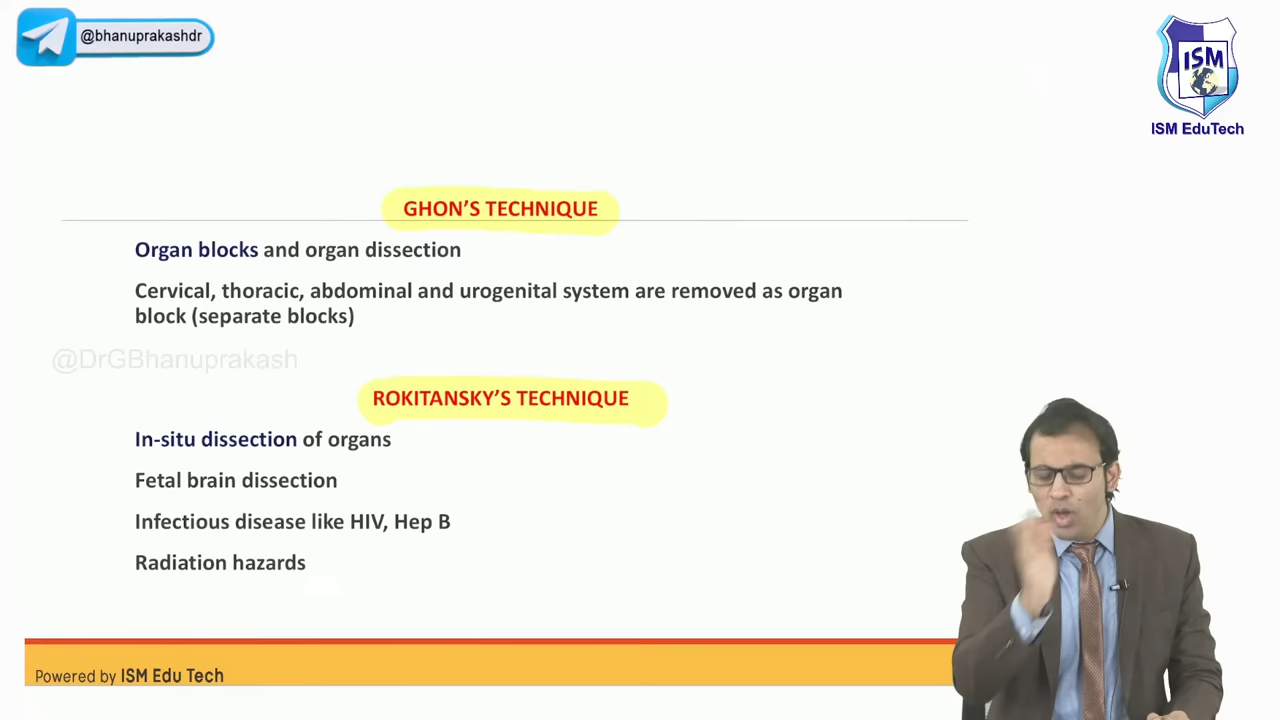 @bhanuprakashdr
ISM
ISM EduTech
GHON’S TECHNIQUE
Organ blocks and organ dissection
Cervical, thoracic, abdominal and urogenital system are removed as organ
block (separate blocks)
@DrGBhanuprakash
ROKITANSKY’S TECHNIQUE
In-situ dissection of organs
Fetal brain dissection
Infectious disease like HIV, Hep B
Radiation hazards
Powered by ISM Edu Tech